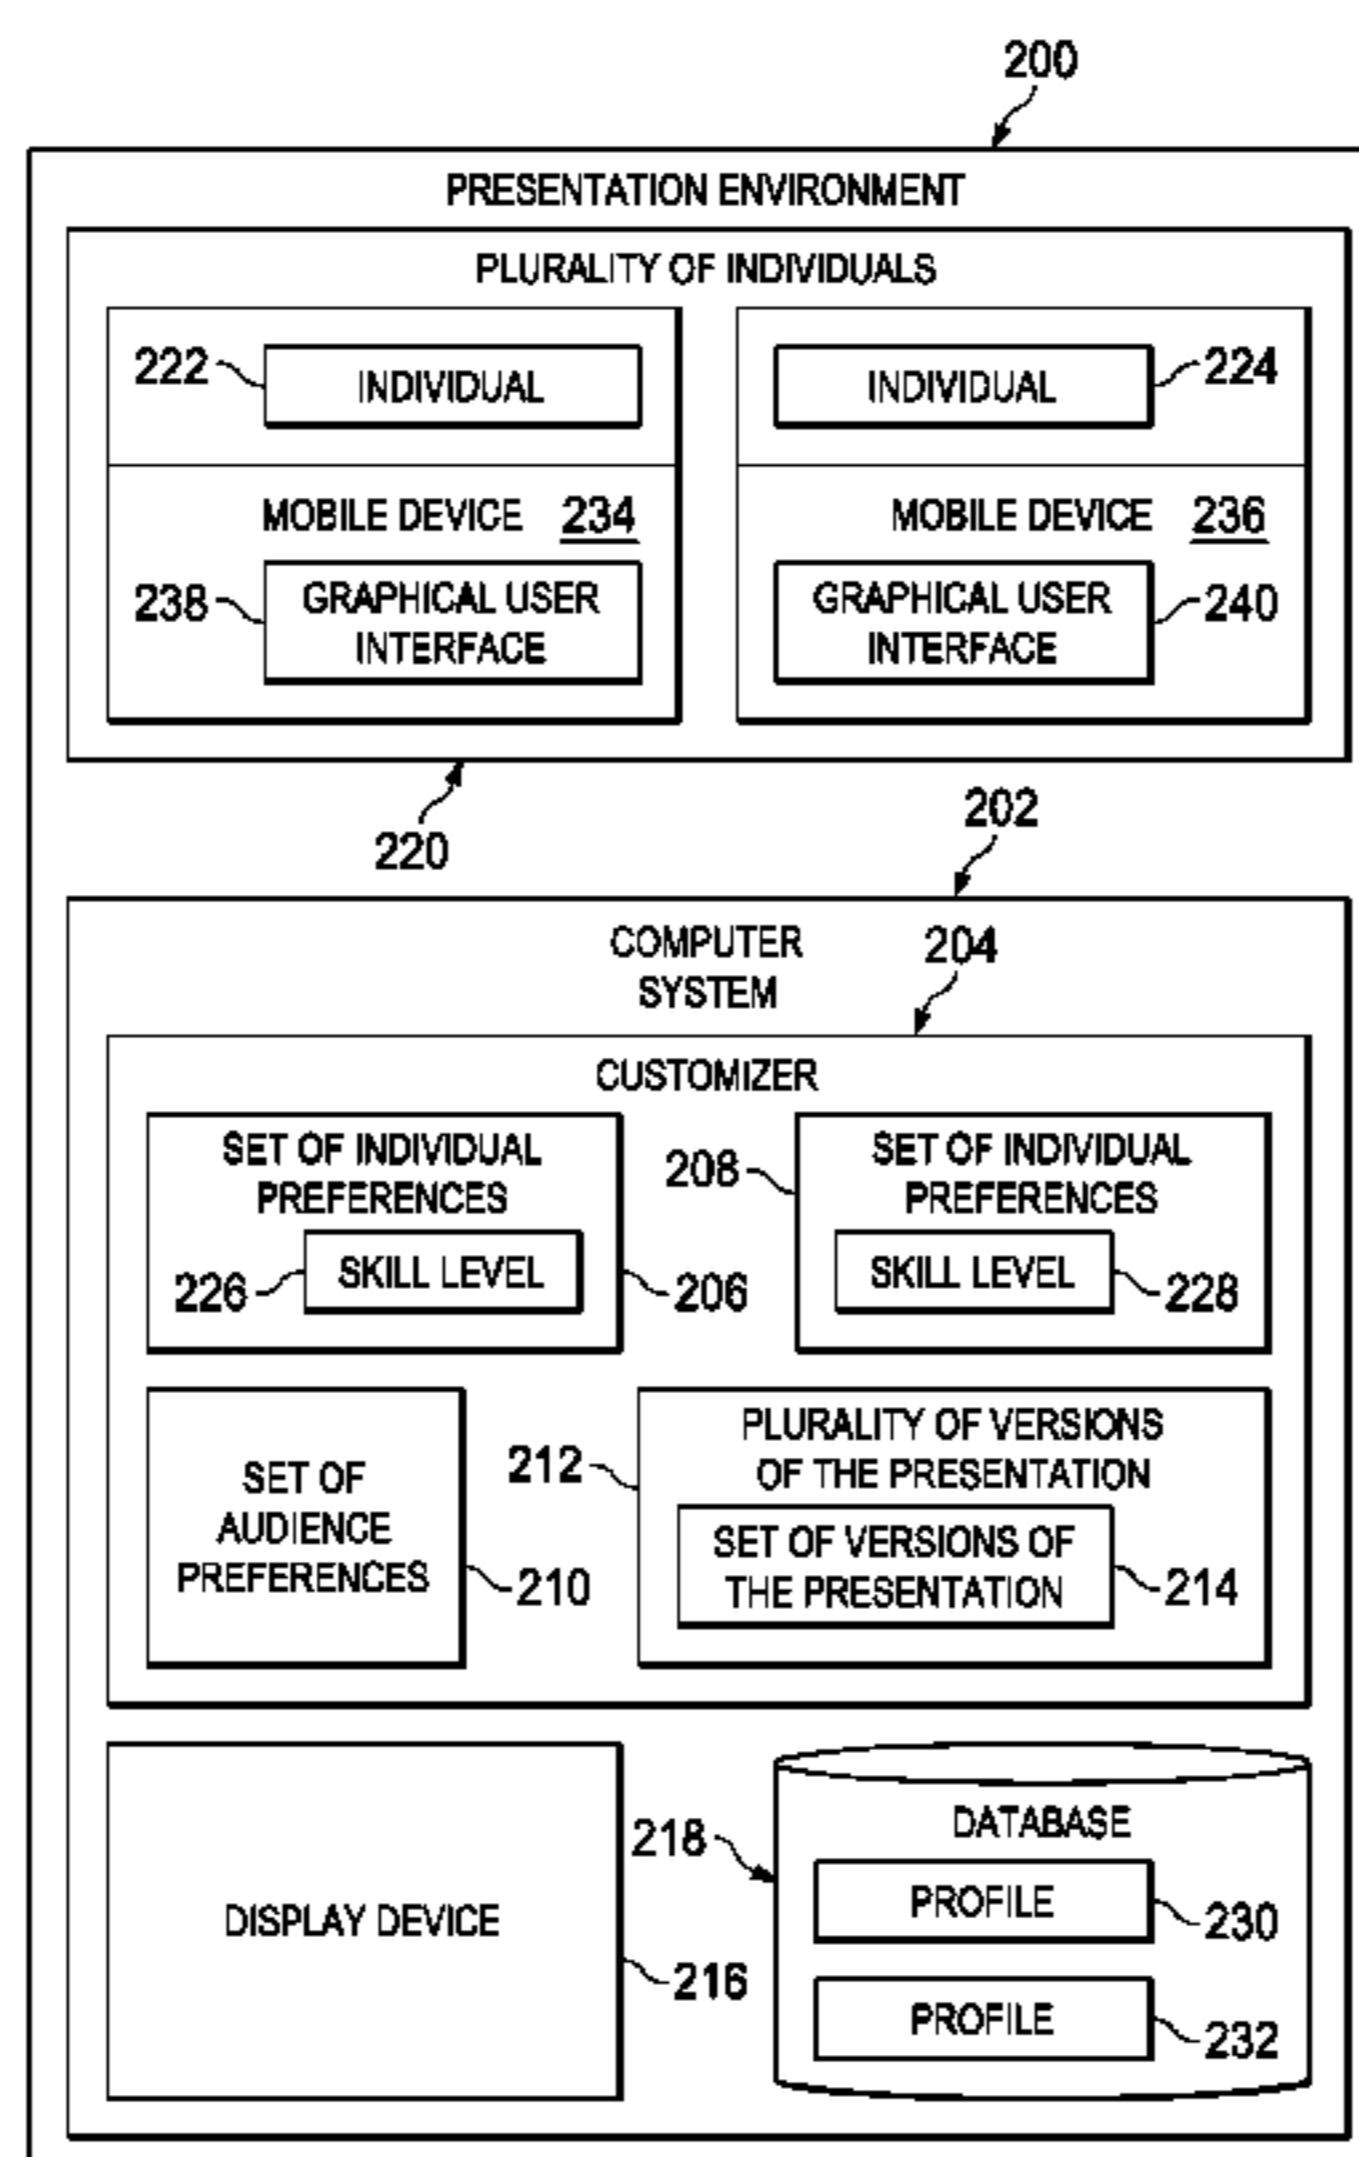 200
PRESENTATION ENVIRONMENT
PLURALITY OF INDIVIDUALS
222
INDIVIDUAL
INDIVIDUAL
224
MOBILE DEVICE 234
MOBILE DEVICE 236
238
GRAPHICAL USER
INTERFACE
GRAPHICAL USER
INTERFACE
240
220
202
COMPUTER
SYSTEM
204
CUSTOMIZER
SET OF INDIVIDUAL
PREFERENCES
226
SKILL LEVEL
206
208
SET OF INDIVIDUAL
PREFERENCES
SKILL LEVEL
228
SET OF
AUDIENCE
PREFERENCES
210
212
PLURALITY OF VERSIONS
OF THE PRESENTATION
SET OF VERSIONS OF
THE PRESENTATION
214
DISPLAY DEVICE
216
218
DATABASE
PROFILE
230
PROFILE
232